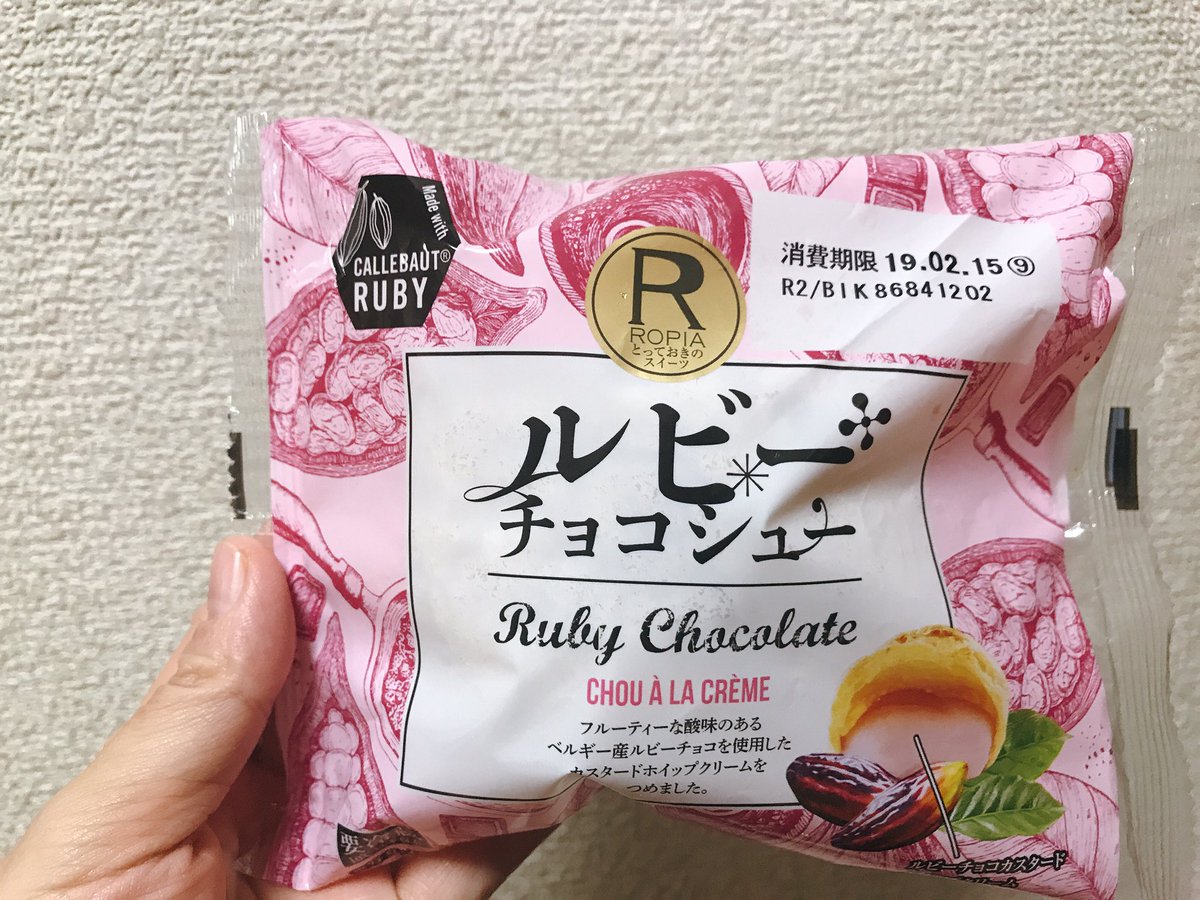 Made with
CALLEBAUT®
RUBY
R
ROPIA
とっておきの
スイーツ
消費期限 19.02.15⑨
R2/BIK 86841202
ルビー
チョコシュー
Ruby Chocolate
CHOU À LA CRÈME
フルーティーな酸味のある
ベルギー産ルビーチョコを使用した
カスタードホイップクリームを
つめました。
ルビーチョコカスタード
要